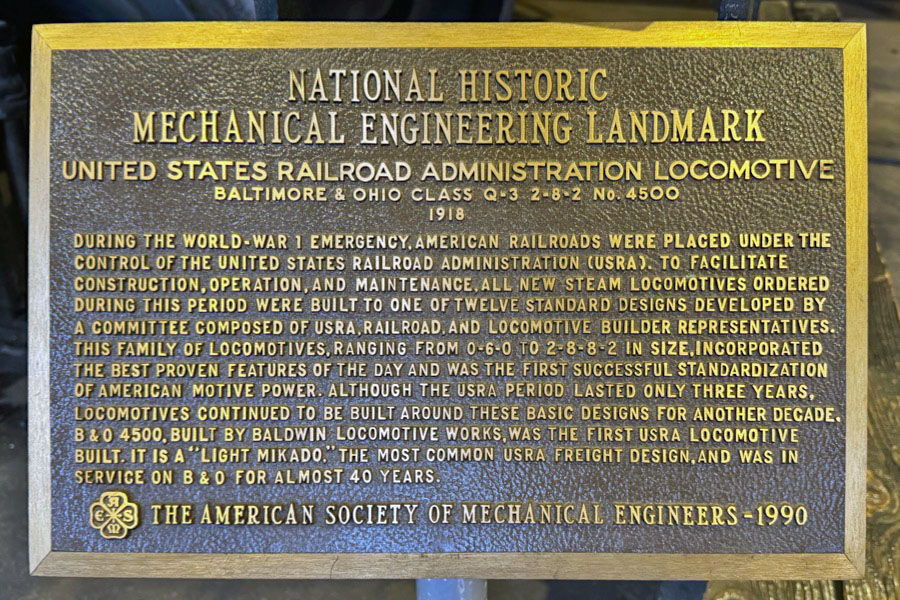 NATIONAL HISTORIC
MECHANICAL ENGINEERING LANDMARK
UNITED STATES RAILROAD ADMINISTRATION LOCOMOTIVE
BALTIMORE & OHIO CLASS Q-3 2-8-2 No. 4500
1918
DURING THE WORLD-WAR 1 EMERGENCY, AMERICAN RAILROADS WERE PLACED UNDER THE
CONTROL OF THE UNITED STATES RAILROAD ADMINISTRATION (USRA). TO FACILITATE
CONSTRUCTION, OPERATION, AND MAINTENANCE, ALL NEW STEAM LOCOMOTIVES ORDERED
DURING THIS PERIOD WERE BUILT TO ONE OF TWELVE STANDARD DESIGNS DEVELOPED BY
A COMMITTEE COMPOSED OF USRA, RAILROAD, AND LOCOMOTIVE BUILDER REPRESENTATIVES.
THIS FAMILY OF LOCOMOTIVES, RANGING FROM 0-6-0 TO 2-8-8-2 IN SIZE, INCORPORATED
THE BEST PROVEN FEATURES OF THE DAY AND WAS THE FIRST SUCCESSFUL STANDARDIZATION
OF AMERICAN MOTIVE POWER. ALTHOUGH THE USRA PERIOD LASTED ONLY THREE YEARS,
LOCOMOTIVES CONTINUED TO BE BUILT AROUND THESE BASIC DESIGNS FOR ANOTHER DECADE.
B & O 4500, BUILT BY BALDWIN LOCOMOTIVE WORKS, WAS THE FIRST USRA LOCOMOTIVE
BUILT. IT IS A "LIGHT MIKADO." THE MOST COMMON USRA FREIGHT DESIGN, AND WAS IN
SERVICE ON B & O FOR ALMOST 40 YEARS.
ASME THE AMERICAN SOCIETY OF MECHANICAL ENGINEERS - 1990